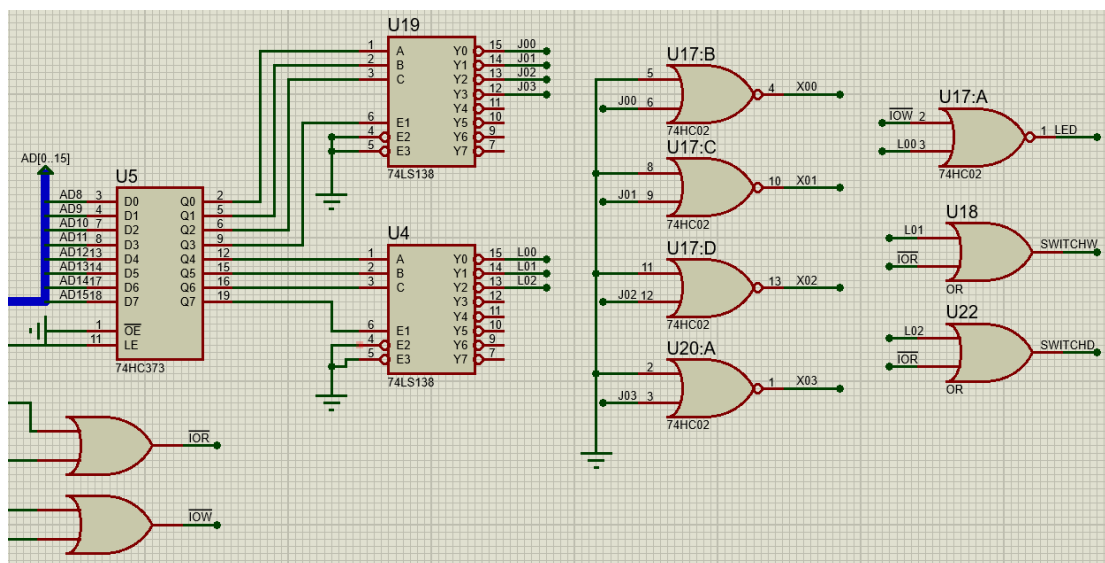 U19
1 A Y0 15 J00
2 B Y1 14 J01
3 C Y2 13 J02
Y3 12 J03
Y4 11
6 E1 Y5 10
4 E2 Y6 9
5 E3 Y7 7
74LS138
AD[0..15]
U5
AD8 3 D0 Q0 2
AD9 4 D1 Q1 5
AD10 7 D2 Q2 6
AD11 8 D3 Q3 9
AD12 13 D4 Q4 12
AD13 14 D5 Q5 15
AD14 17 D6 Q6 16
AD15 18 D7 Q7 19
1 OE
11 LE
74HC373
U4
1 A Y0 15 L00
2 B Y1 14 L01
3 C Y2 13 L02
Y3 12
Y4 11
6 E1 Y5 10
4 E2 Y6 9
5 E3 Y7 7
74LS138
IOR
IOW
U17:B
5
4 X00
J00 6
74HC02
U17:C
8
10 X01
J01 9
74HC02
U17:D
11
13 X02
J02 12
74HC02
U20:A
2
1 X03
J03 3
74HC02
U17:A
IOW 2
1 LED
L00 3
74HC02
U18
L01
SWITCHW
IOR
OR
U22
L02
SWITCHD
IOR
OR